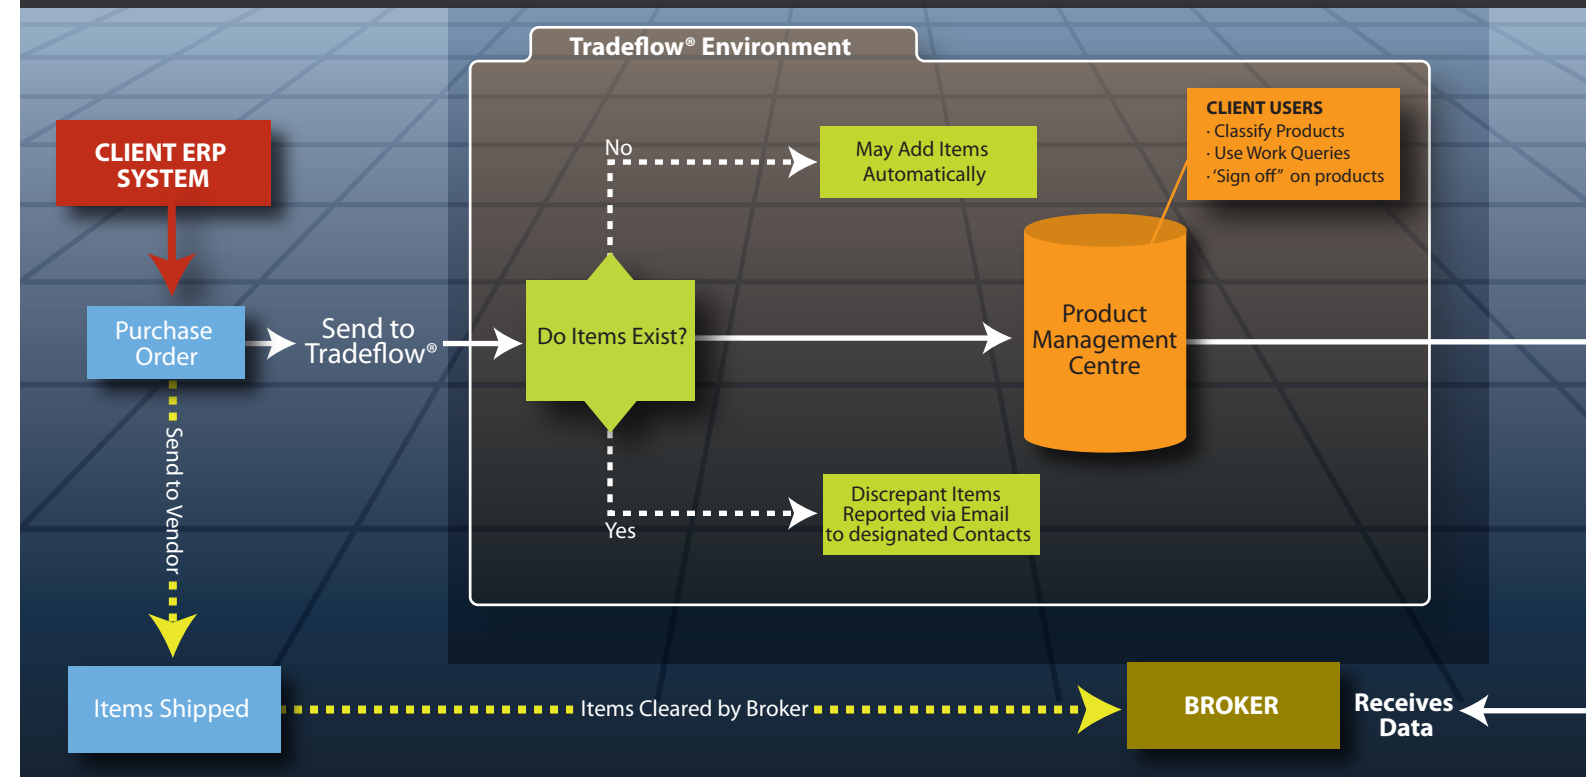 Tradeflow® Environment
CLIENT ERP
SYSTEM
No
May Add Items
Automatically
CLIENT USERS
· Classify Products
· Use Work Queries
· ‘Sign off” on products
Purchase
Order
Send to
Tradeflow®
Do Items Exist?
Product
Management
Centre
Send to Vendor
Yes
Discrepant Items
Reported via Email
to designated Contacts
Items Shipped
Items Cleared by Broker
BROKER
Receives
Data